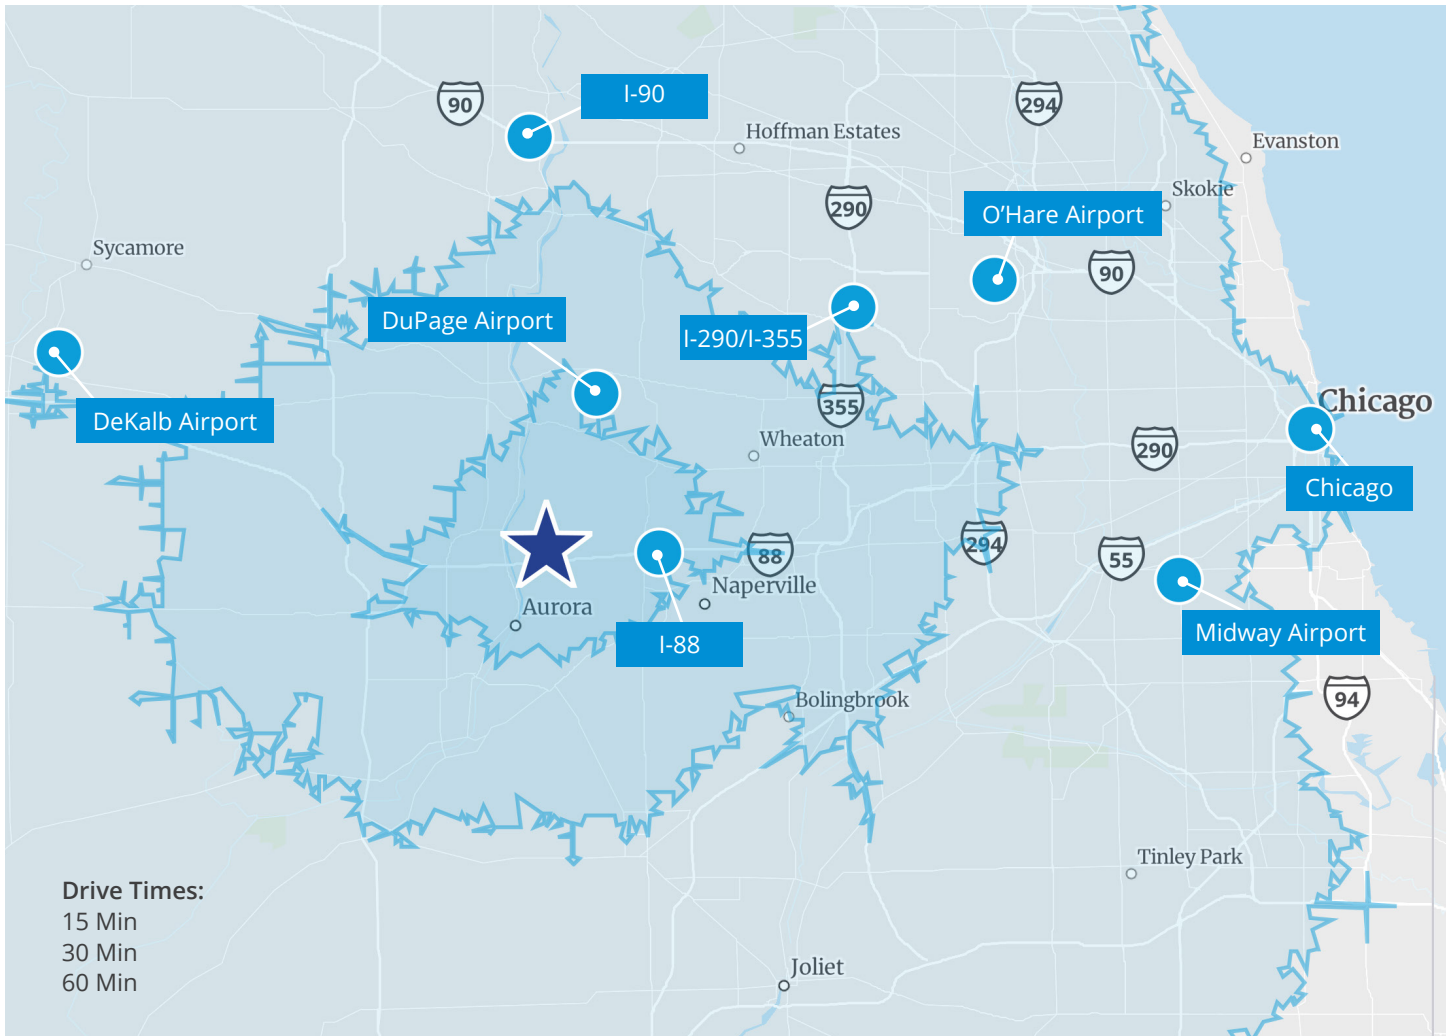 I-90
90
294
Hoffman Estates
Evanston
Skokie
290
O'Hare Airport
Sycamore
90
DuPage Airport
I-290/I-355
DeKalb Airport
355
Chicago
Wheaton
290
Chicago
88
294
55
Naperville
Aurora
I-88
Midway Airport
Bolingbrook
94
Tinley Park
Drive Times:
15 Min
30 Min
60 Min
Joliet